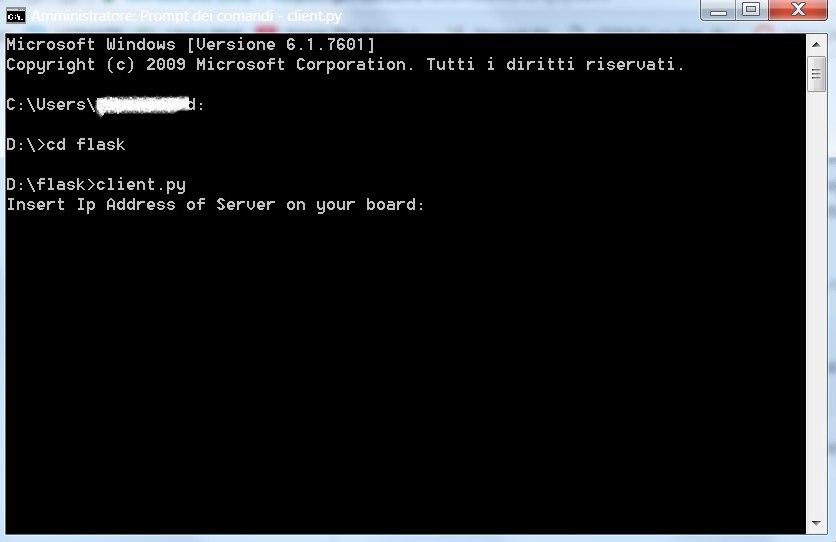 Amministratore: Prompt dei comandi - client.py
Microsoft Windows [Versione 6.1.7601]
Copyright (c) 2009 Microsoft Corporation. Tutti i diritti riservati.
C:\Users\d:
D:\>cd flask
D:\flask>client.py
Insert Ip Address of Server on your board: